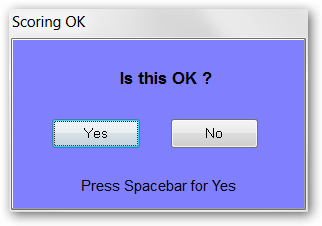 Scoring OK
Is this OK ?
Yes No
Press Spacebar for Yes